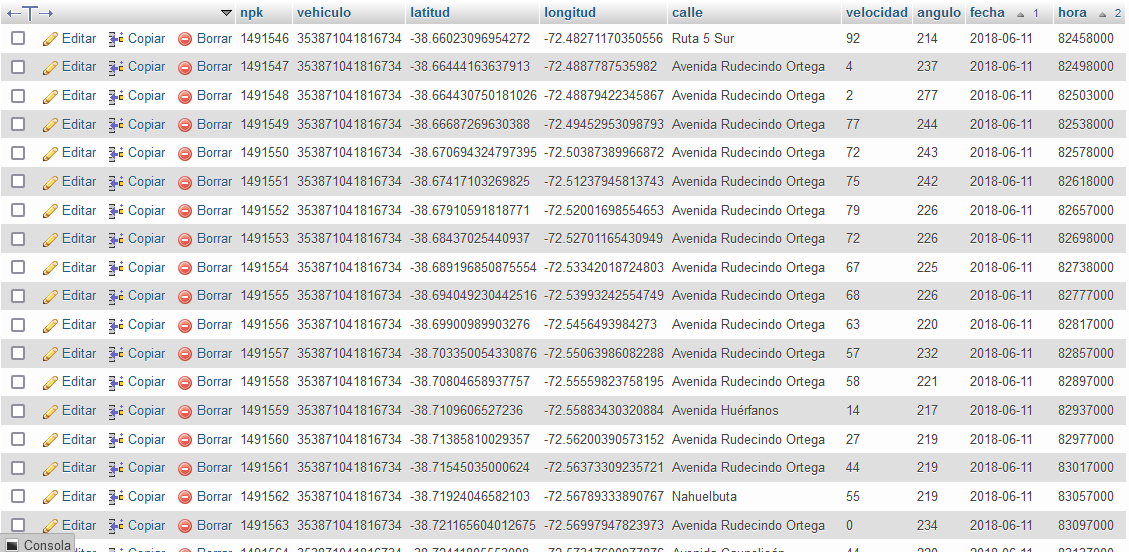 npk vehiculo latitud longitud calle velocidad angulo fecha 1 hora 2
Editar Copiar Borrar 1491546 353871041816734 -38.66023096954272 -72.48271170350556 Ruta 5 Sur 92 214 2018-06-11 82458000
Editar Copiar Borrar 1491547 353871041816734 -38.66444163637913 -72.4887787535982 Avenida Rudecindo Ortega 4 237 2018-06-11 82498000
Editar Copiar Borrar 1491548 353871041816734 -38.664430750181026 -72.48879422345867 Avenida Rudecindo Ortega 2 277 2018-06-11 82503000
Editar Copiar Borrar 1491549 353871041816734 -38.66687269630388 -72.49452953098793 Avenida Rudecindo Ortega 77 244 2018-06-11 82538000
Editar Copiar Borrar 1491550 353871041816734 -38.670694324797395 -72.50387389966872 Avenida Rudecindo Ortega 72 243 2018-06-11 82578000
Editar Copiar Borrar 1491551 353871041816734 -38.67417103269825 -72.51237945813743 Avenida Rudecindo Ortega 75 242 2018-06-11 82618000
Editar Copiar Borrar 1491552 353871041816734 -38.67910591818771 -72.52001698554653 Avenida Rudecindo Ortega 79 226 2018-06-11 82657000
Editar Copiar Borrar 1491553 353871041816734 -38.68437025440937 -72.52701165430949 Avenida Rudecindo Ortega 72 226 2018-06-11 82698000
Editar Copiar Borrar 1491554 353871041816734 -38.689196850875554 -72.53342018724803 Avenida Rudecindo Ortega 67 225 2018-06-11 82738000
Editar Copiar Borrar 1491555 353871041816734 -38.694049230442516 -72.53993242554749 Avenida Rudecindo Ortega 68 226 2018-06-11 82777000
Editar Copiar Borrar 1491556 353871041816734 -38.69900989903276 -72.5456493984273 Avenida Rudecindo Ortega 63 220 2018-06-11 82817000
Editar Copiar Borrar 1491557 353871041816734 -38.703350054330876 -72.55063986082288 Avenida Rudecindo Ortega 57 232 2018-06-11 82857000
Editar Copiar Borrar 1491558 353871041816734 -38.70804658937757 -72.55559823758195 Avenida Rudecindo Ortega 58 221 2018-06-11 82897000
Editar Copiar Borrar 1491559 353871041816734 -38.7109606527236 -72.55883430320884 Avenida Huérfanos 14 217 2018-06-11 82937000
Editar Copiar Borrar 1491560 353871041816734 -38.71385810029357 -72.56200390573152 Avenida Rudecindo Ortega 27 219 2018-06-11 82977000
Editar Copiar Borrar 1491561 353871041816734 -38.71545035000624 -72.56373309235721 Avenida Rudecindo Ortega 44 219 2018-06-11 83017000
Editar Copiar Borrar 1491562 353871041816734 -38.71924046582103 -72.56789333890767 Nahuelbuta 55 219 2018-06-11 83057000
Editar Copiar Borrar 1491563 353871041816734 -38.721165604012675 -72.56997947823973 Avenida Rudecindo Ortega 0 234 2018-06-11 83097000
Consola